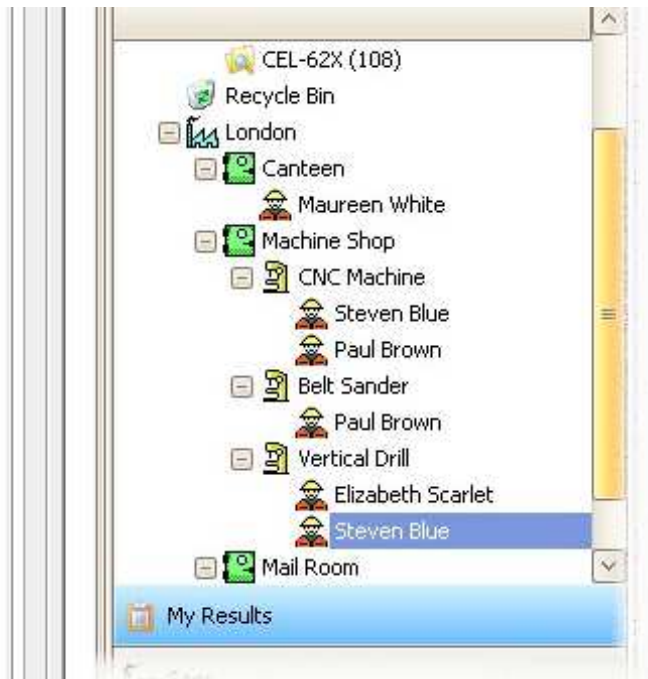 CEL-62X (108)
Recycle Bin
London
Canteen
Maureen White
Machine Shop
CNC Machine
Steven Blue
Paul Brown
Belt Sander
Paul Brown
Vertical Drill
Elizabeth Scarlet
Steven Blue
Mail Room
My Results